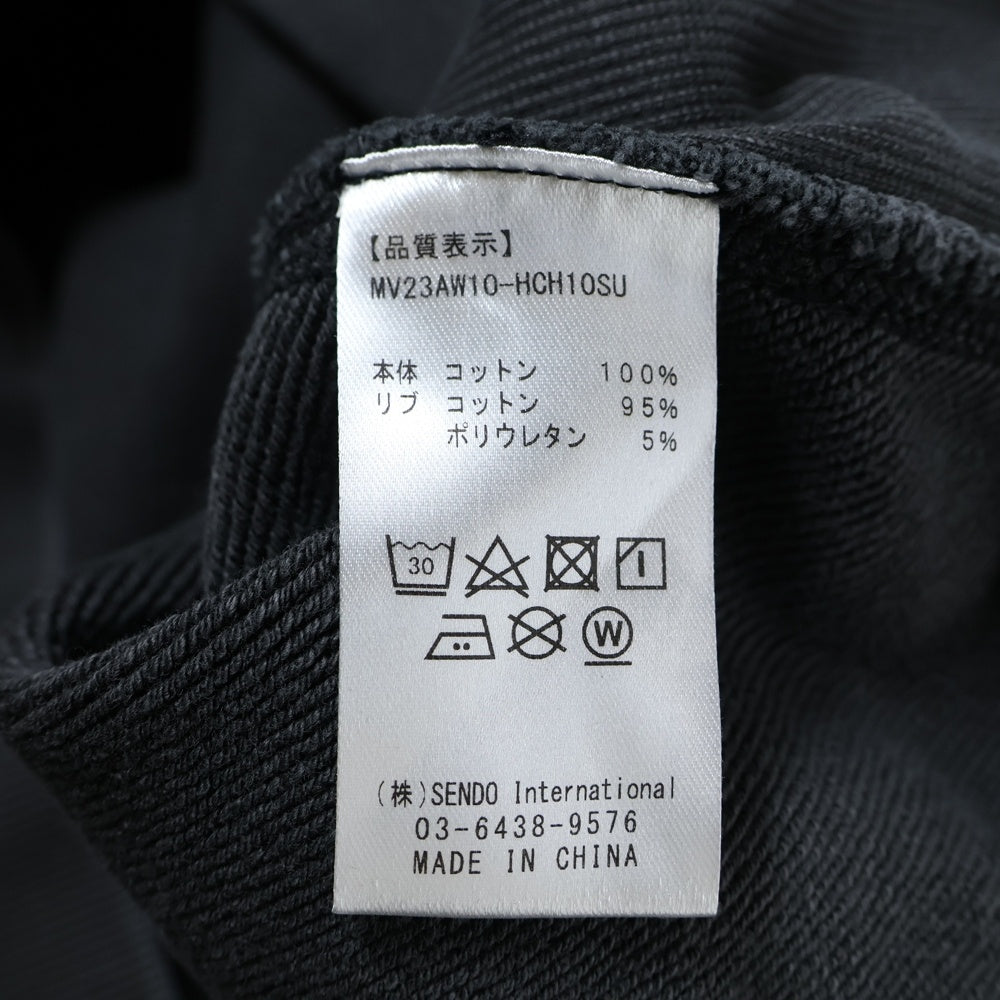 【品質表示】
MV23AW10-HCH10SU
本体 コットン 100%
リブ コットン 95%
ポリウレタン 5%
30
W
(株)SENDO International
03-6438-9576
MADE IN CHINA